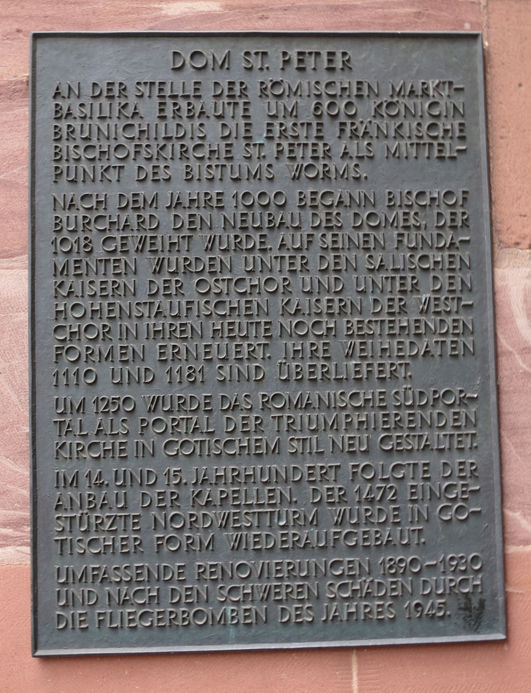 DOM ST. PETER
AN DER STELLE DER RÖMISCHEN MARKT-
BASILIKA ERBAUTE UM 600 KÖNIGIN
BRUNICHILDIS DIE ERSTE FRÄNKISCHE
BISCHOFSKIRCHE ST. PETER ALS MITTEL-
PUNKT DES BISTUMS WORMS.
NACH DEM JAHRE 1000 BEGANN BISCHOF
BURCHARD DEN NEUBAU DES DOMES, DER
1018 GEWEIHT WURDE. AUF SEINEN FUNDA-
MENTEN WURDEN UNTER DEN SALISCHEN
KAISERN DER OSTCHOR UND UNTER DEN
HOHENSTAUFISCHEN KAISERN DER WEST-
CHOR IN IHREN HEUTE NOCH BESTEHENDEN
FORMEN ERNEUERT. IHRE WEIHEDATEN
1110 UND 1181 SIND ÜBERLIEFERT.
UM 1250 WURDE DAS ROMANISCHE SÜDPOR-
TAL ALS PORTAL DER TRIUMPHIERENDEN
KIRCHE IM GOTISCHEN STIL NEU GESTALTET.
IM 14. UND 15. JAHRHUNDERT FOLGTE DER
ANBAU DER KAPELLEN. DER 1472 EINGE-
STÜRZTE NORDWESTTURM WURDE IN GO-
TISCHER FORM WIEDERAUFGEBAUT.
UMFASSENDE RENOVIERUNGEN 1890-1930
UND NACH DEN SCHWEREN SCHÄDEN DURCH
DIE FLIEGERBOMBEN DES JAHRES 1945.